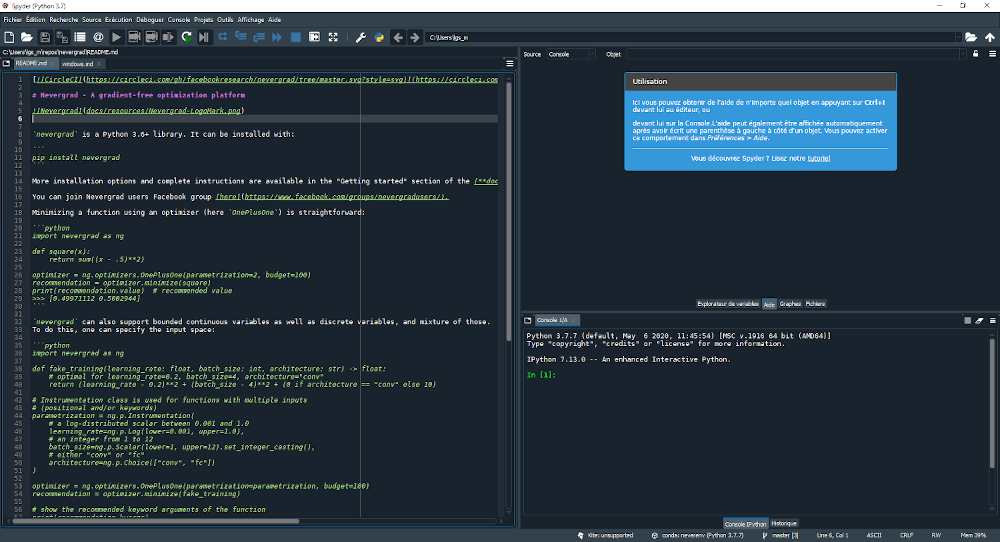 Spyder (Python 3.7)
Fichier Édition Recherche Source Exécution Déboguer Console Projets Outils Affichage Aide
C:\Users\lgs_m
C:\Users\lgs_m\repos\nevergrad\README.md
README.md windows.md
1 [![CircleCI](https://circleci.com/gh/facebookresearch/nevergrad/tree/master.svg?style=svg)](https://circleci.com
2
3 # Nevergrad - A gradient-free optimization platform
4
5 ![Nevergrad](docs/resources/Nevergrad-LogoMark.png)
6
7
8 `nevergrad` is a Python 3.6+ library. It can be installed with:
9
10 ```
11 pip install nevergrad
12 ```
13
14 More installation options and complete instructions are available in the "Getting started" section of the [**doc
15
16 You can join Nevergrad users Facebook group [here](https://www.facebook.com/groups/nevergradusers/).
17
18 Minimizing a function using an optimizer (here `OnePlusOne`) is straightforward:
19
20 ```python
21 import nevergrad as ng
22
23 def square(x):
24 return sum((x - .5)**2)
25
26 optimizer = ng.optimizers.OnePlusOne(parametrization=2, budget=100)
27 recommendation = optimizer.minimize(square)
28 print(recommendation.value) # recommended value
29 >>> [0.49971112 0.5002944]
30 ```
31
32 `nevergrad` can also support bounded continuous variables as well as discrete variables, and mixture of those.
33 To do this, one can specify the input space:
34
35 ```python
36 import nevergrad as ng
37
38 def fake_training(learning_rate: float, batch_size: int, architecture: str) -> float:
39 # optimal for learning_rate=0.2, batch_size=4, architecture="conv"
40 return (learning_rate - 0.2)**2 + (batch_size - 4)**2 + (0 if architecture == "conv" else 10)
41
42 # Instrumentation class is used for functions with multiple inputs
43 # (positional and/or keywords)
44 parametrization = ng.p.Instrumentation(
45 # a log-distributed scalar between 0.001 and 1.0
46 learning_rate=ng.p.Log(lower=0.001, upper=1.0),
47 # an integer from 1 to 12
48 batch_size=ng.p.Scalar(lower=1, upper=12).set_integer_casting(),
49 # either "conv" or "fc"
50 architecture=ng.p.Choice(["conv", "fc"])
51 )
52
53 optimizer = ng.optimizers.OnePlusOne(parametrization=parametrization, budget=100)
54 recommendation = optimizer.minimize(fake_training)
55
56 # show the recommended keyword arguments of the function
57 print(recommendation.kwargs)
Source Console Objet
Utilisation
Ici vous pouvez obtenir de l'aide de n'importe quel objet en appuyant sur Ctrl+I
devant lui au éditeur, ou
devant lui sur la Console.L'aide peut également être affichée automatiquement
après avoir écrit une parenthèse à gauche à côté d'un objet. Vous pouvez activer
ce comportement dans Préférences > Aide.
Vous découvrez Spyder ? Lisez notre tutoriel
Explorateur de variables Aide Graphes Fichiers
Console 1/A
Python 3.7.7 (default, May 6 2020, 11:45:54) [MSC v.1916 64 bit (AMD64)]
Type "copyright", "credits" or "license" for more information.
IPython 7.13.0 -- An enhanced Interactive Python.
In [1]:
Console IPython Historique
Kite: unsupported conda: neverenv (Python 3.7.7) master [3] Line 6, Col 1 ASCII CRLF RW Mem 39%